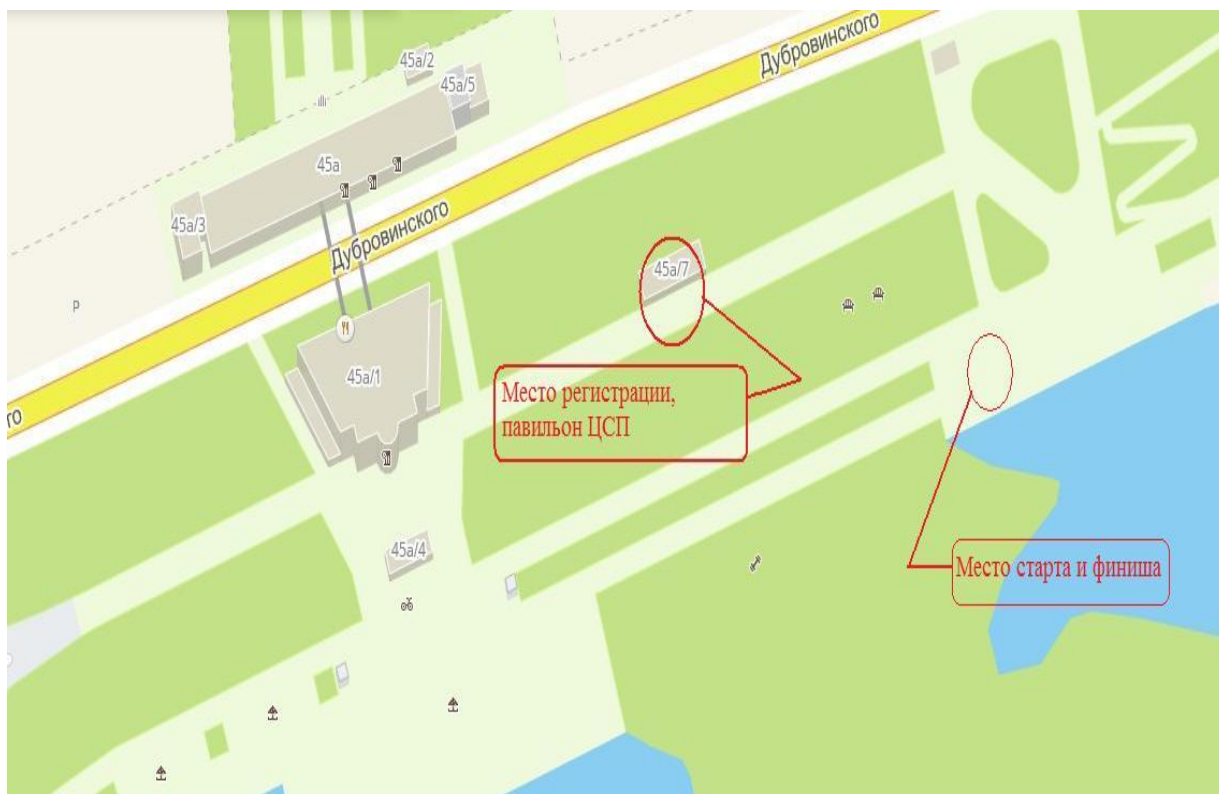 45а/2
Дубровинского
45а/5
45а
45а/3
Дубровинского
45а/7
Р
45а/1
Место регистрации,
павильон ЦСП
го
45а/4
Место старта и финиша